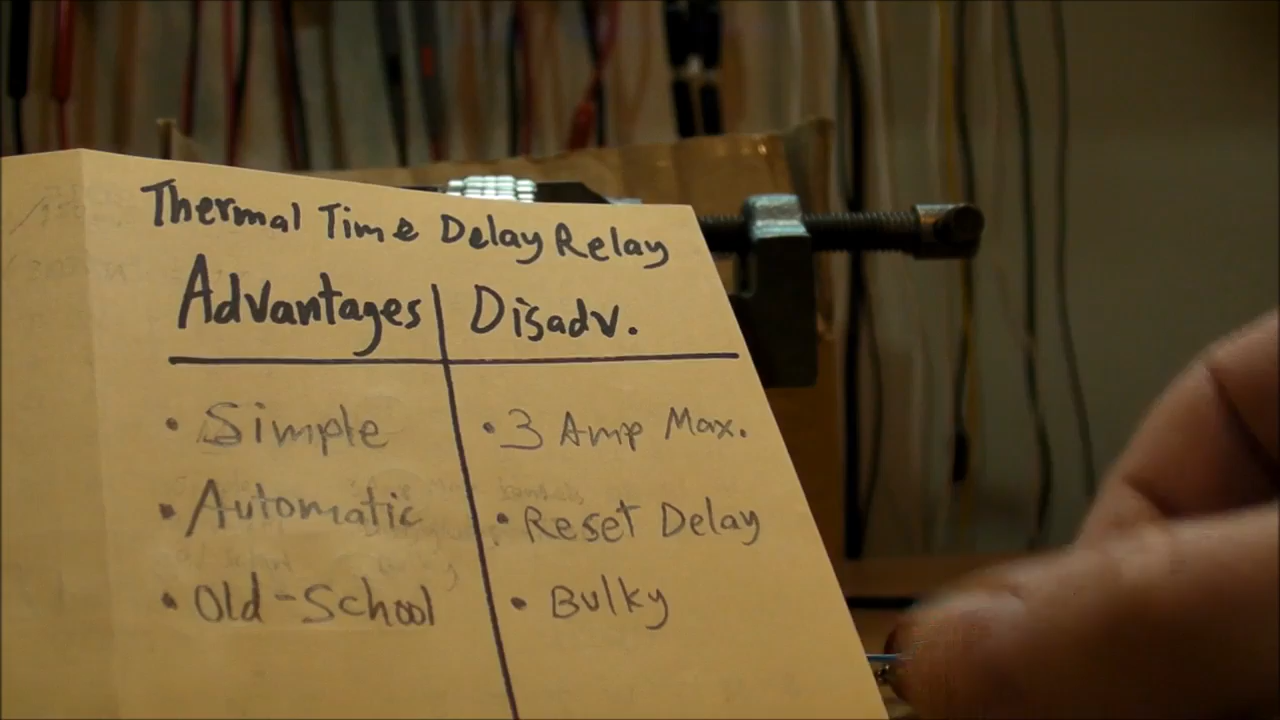 Thermal Time Delay Relay
Advantages Disadv.
• Simple • 3 Amp Max.
• Automatic • Reset Delay
• Old-School • Bulky